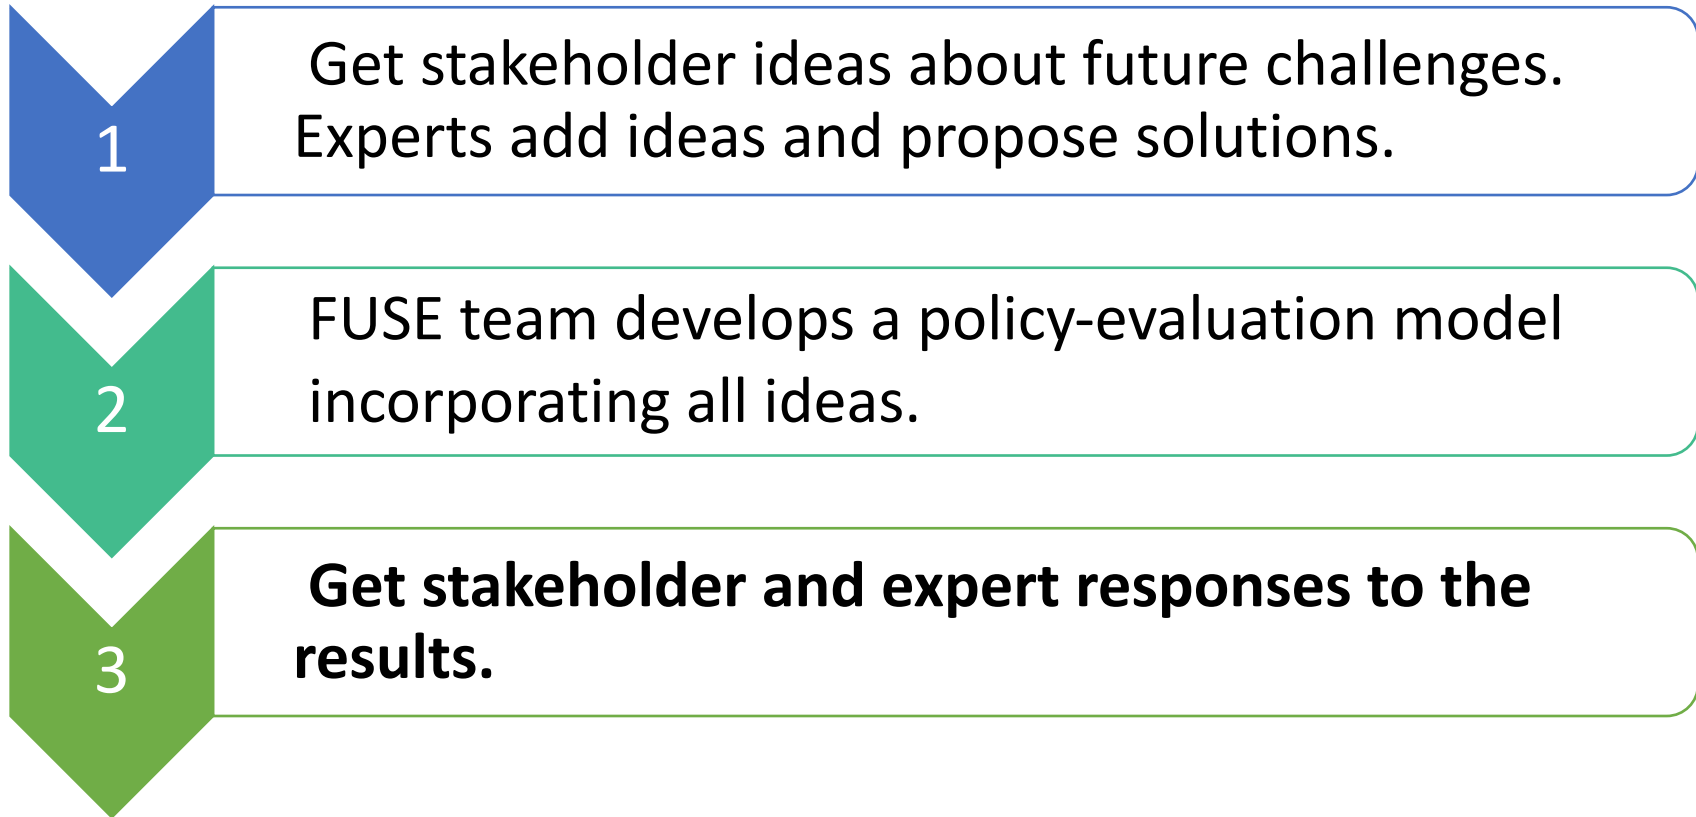 1
Get stakeholder ideas about future challenges.
Experts add ideas and propose solutions.
2
FUSE team develops a policy-evaluation model
incorporating all ideas.
3
Get stakeholder and expert responses to the
results.